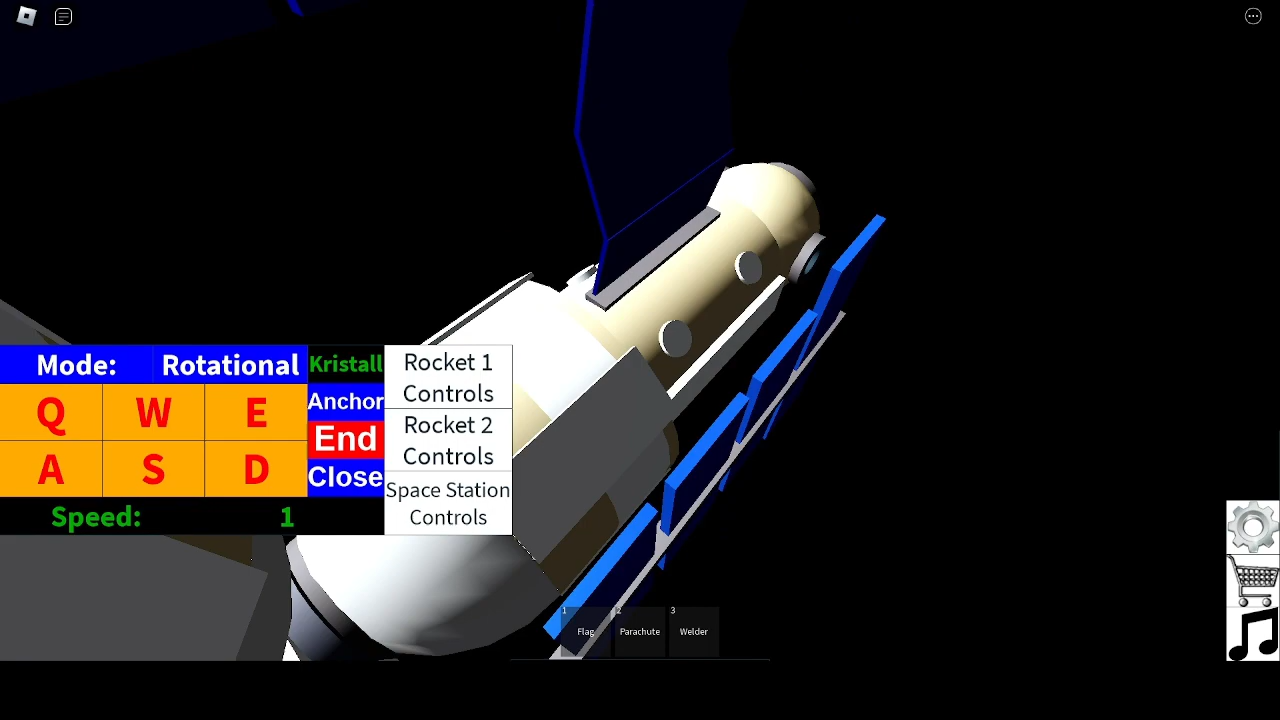 Mode: Rotational Kristall
Q W E
A S D
Anchor
End
Close
Speed: 1
Rocket 1
Controls
Rocket 2
Controls
Space Station
Controls
1 2 3
Flag Parachute Welder